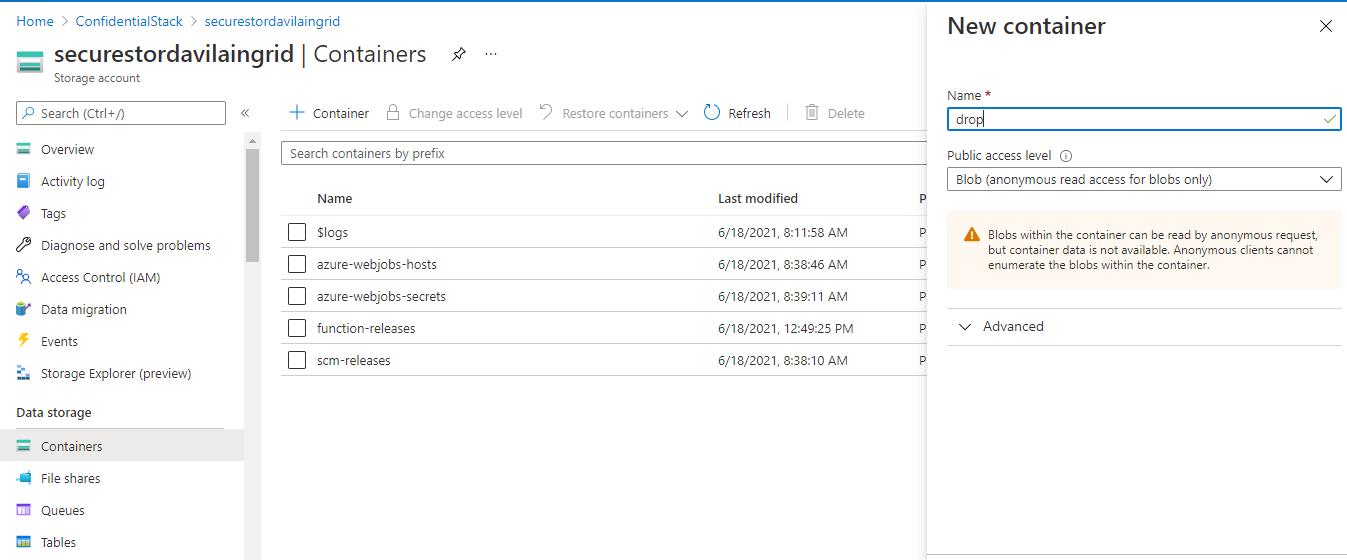 Home > ConfidentialStack > securestordavilaingrid
securestordavilaingrid | Containers
Storage account
Search (Ctrl+/)
Overview
Activity log
Tags
Diagnose and solve problems
Access Control (IAM)
Data migration
Events
Storage Explorer (preview)
Data storage
Containers
File shares
Queues
Tables
+ Container Change access level Restore containers Refresh Delete
Search containers by prefix
Name Last modified P
$logs 6/18/2021, 8:11:58 AM P
azure-webjobs-hosts 6/18/2021, 8:38:46 AM P
azure-webjobs-secrets 6/18/2021, 8:39:11 AM P
function-releases 6/18/2021, 12:49:25 PM P
scm-releases 6/18/2021, 8:38:10 AM P
New container
Name *
drop
Public access level
Blob (anonymous read access for blobs only)
Blobs within the container can be read by anonymous request,
but container data is not available. Anonymous clients cannot
enumerate the blobs within the container.
Advanced